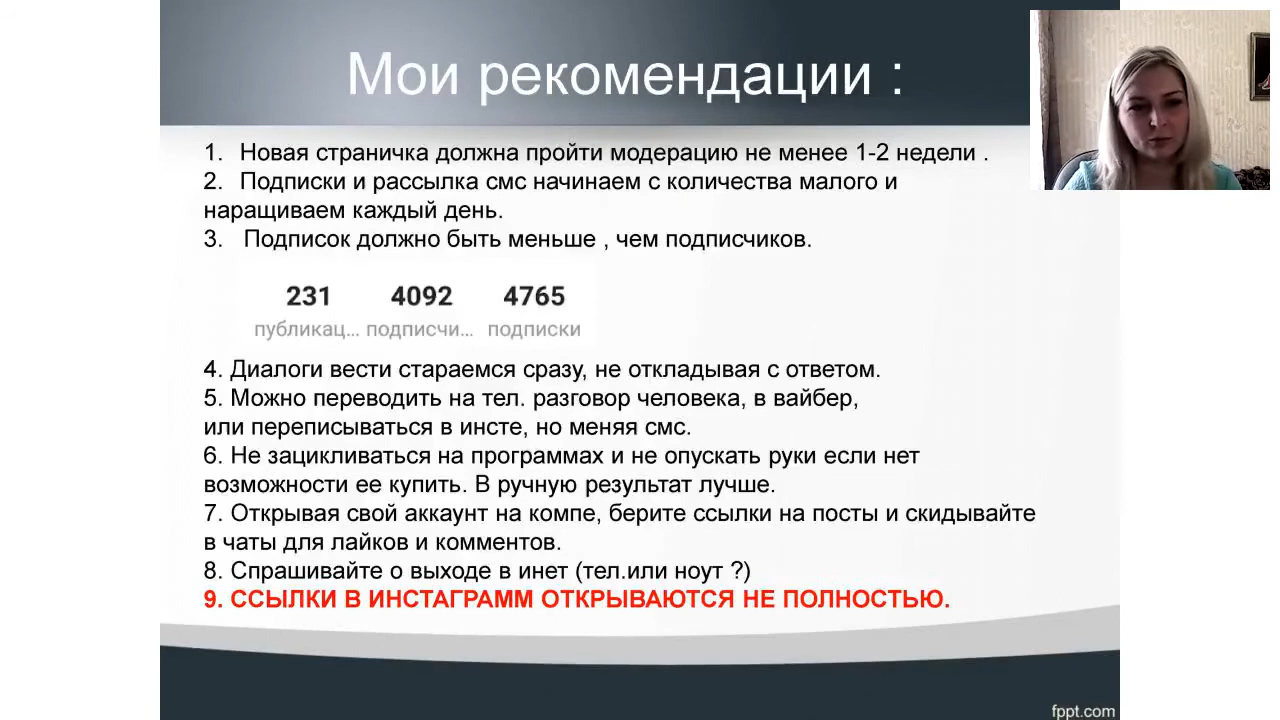 Мои рекомендации :
1. Новая страничка должна пройти модерацию не менее 1-2 недели .
2. Подписки и рассылка смс начинаем с количества малого и
наращиваем каждый день.
3. Подписок должно быть меньше , чем подписчиков.
231 4092 4765
публикац... подписчи... подписки
4. Диалоги вести стараемся сразу, не откладывая с ответом.
5. Можно переводить на тел. разговор человека, в вайбер,
или переписываться в инсте, но меняя смс.
6. Не зацикливаться на программах и не опускать руки если нет
возможности ее купить. В ручную результат лучше.
7. Открывая свой аккаунт на компе, берите ссылки на посты и скидывайте
в чаты для лайков и комментов.
8. Спрашивайте о выходе в инет (тел.или ноут ?)
9. ССЫЛКИ В ИНСТАГРАММ ОТКРЫВАЮТСЯ НЕ ПОЛНОСТЬЮ.
fppt.com